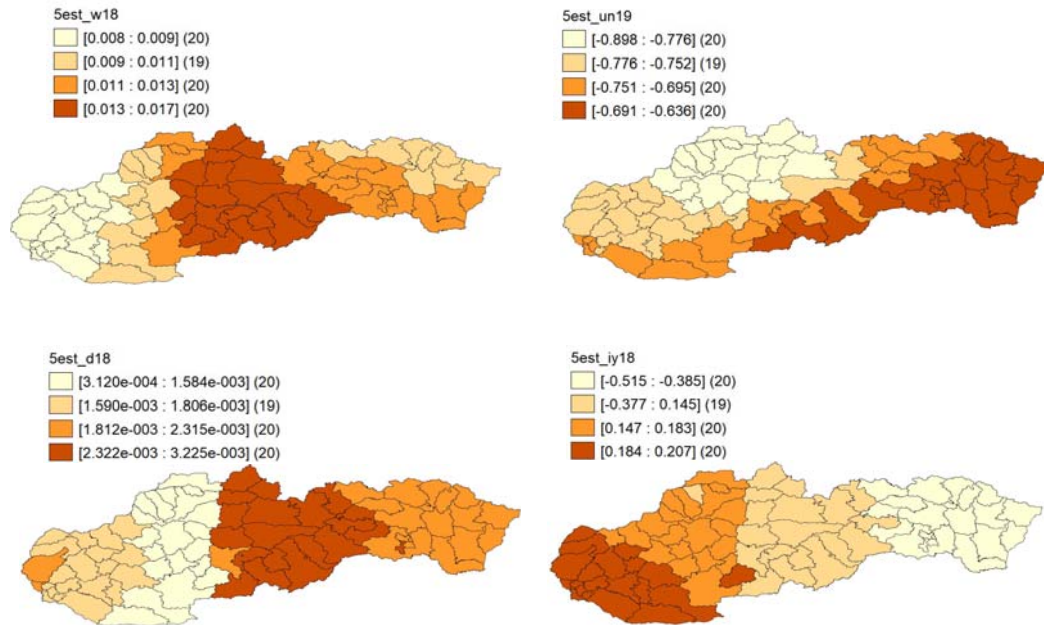 5est_w18
[0.008 : 0.009] (20)
[0.009 : 0.011] (19)
[0.011 : 0.013] (20)
[0.013 : 0.017] (20)
5est_un19
[-0.898 : -0.776] (20)
[-0.776 : -0.752] (19)
[-0.751 : -0.695] (20)
[-0.691 : -0.636] (20)
5est_d18
[3.120e-004 : 1.584e-003] (20)
[1.590e-003 : 1.806e-003] (19)
[1.812e-003 : 2.315e-003] (20)
[2.322e-003 : 3.225e-003] (20)
5est_iy18
[-0.515 : -0.385] (20)
[-0.377 : 0.145] (19)
[0.147 : 0.183] (20)
[0.184 : 0.207] (20)